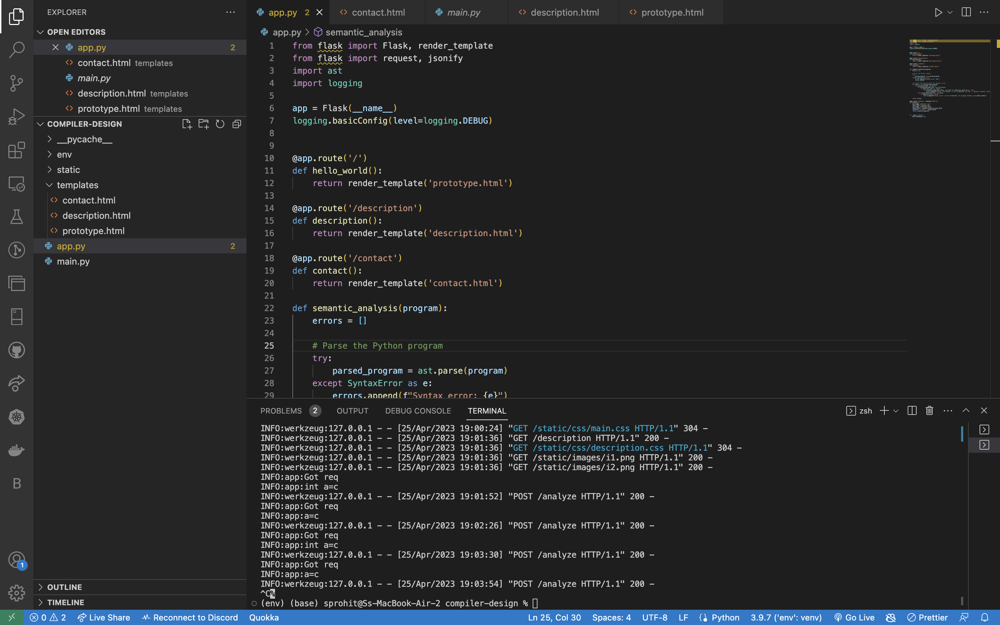 EXPLORER
OPEN EDITORS
app.py 2
contact.html templates
main.py
description.html templates
prototype.html templates
COMPILER-DESIGN
__pycache__
env
static
templates
contact.html
description.html
prototype.html
app.py 2
main.py
OUTLINE
TIMELINE
B
1
app.py 2
contact.html
main.py
description.html
prototype.html
app.py > semantic_analysis
1 from flask import Flask, render_template
2 from flask import request, jsonify
3 import ast
4 import logging
5
6 app = Flask(__name__)
7 logging.basicConfig(level=logging.DEBUG)
8
9
10 @app.route('/')
11 def hello_world():
12 return render_template('prototype.html')
13
14 @app.route('/description')
15 def description():
16 return render_template('description.html')
17
18 @app.route('/contact')
19 def contact():
20 return render_template('contact.html')
21
22 def semantic_analysis(program):
23 errors = []
24
25 # Parse the Python program
26 try:
27 parsed_program = ast.parse(program)
28 except SyntaxError as e:
29 errors.append(f"Syntax error: {e}")
PROBLEMS 2 OUTPUT DEBUG CONSOLE TERMINAL
zsh
INFO:werkzeug:127.0.0.1 - - [25/Apr/2023 19:00:24] "GET /static/css/main.css HTTP/1.1" 304 -
INFO:werkzeug:127.0.0.1 - - [25/Apr/2023 19:01:36] "GET /description HTTP/1.1" 200 -
INFO:werkzeug:127.0.0.1 - - [25/Apr/2023 19:01:36] "GET /static/css/description.css HTTP/1.1" 304 -
INFO:werkzeug:127.0.0.1 - - [25/Apr/2023 19:01:36] "GET /static/images/i1.png HTTP/1.1" 200 -
INFO:werkzeug:127.0.0.1 - - [25/Apr/2023 19:01:36] "GET /static/images/i2.png HTTP/1.1" 200 -
INFO:app:Got req
INFO:app:int a=c
INFO:werkzeug:127.0.0.1 - - [25/Apr/2023 19:01:52] "POST /analyze HTTP/1.1" 200 -
INFO:app:Got req
INFO:app:a=c
INFO:werkzeug:127.0.0.1 - - [25/Apr/2023 19:02:26] "POST /analyze HTTP/1.1" 200 -
INFO:app:Got req
INFO:app:int a=c
INFO:werkzeug:127.0.0.1 - - [25/Apr/2023 19:03:30] "POST /analyze HTTP/1.1" 200 -
INFO:app:Got req
INFO:app:a=c
INFO:werkzeug:127.0.0.1 - - [25/Apr/2023 19:03:54] "POST /analyze HTTP/1.1" 200 -
^C%
(env) (base) sprohit@Ss-MacBook-Air-2 compiler-design %
0 2 Live Share Reconnect to Discord Quokka Ln 25, Col 30 Spaces: 4 UTF-8 LF Python 3.9.7 ('env': venv) Go Live Prettier